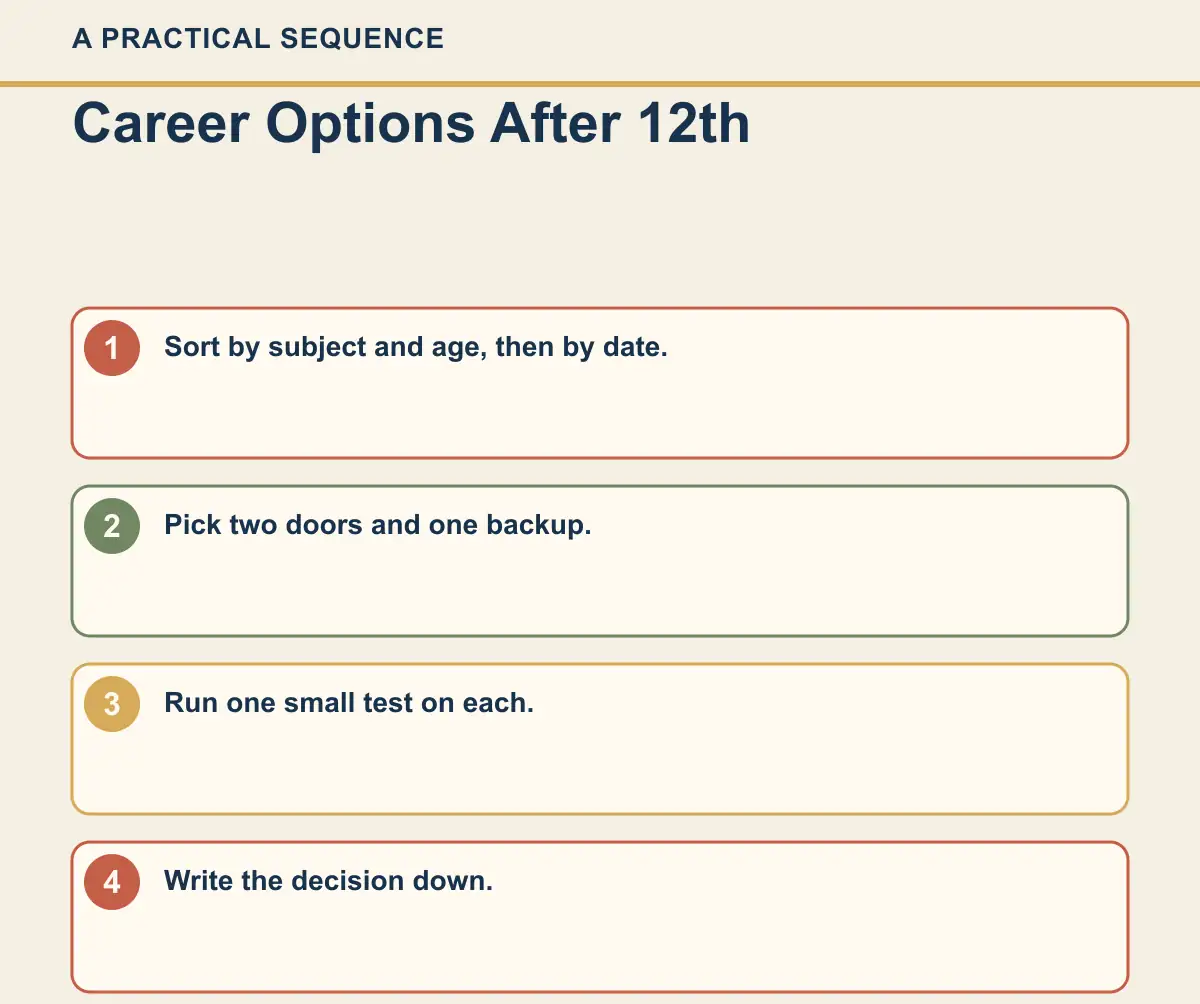 A PRACTICAL SEQUENCE
Career Options After 12th
1 Sort by subject and age, then by date.
2 Pick two doors and one backup.
3 Run one small test on each.
4 Write the decision down.